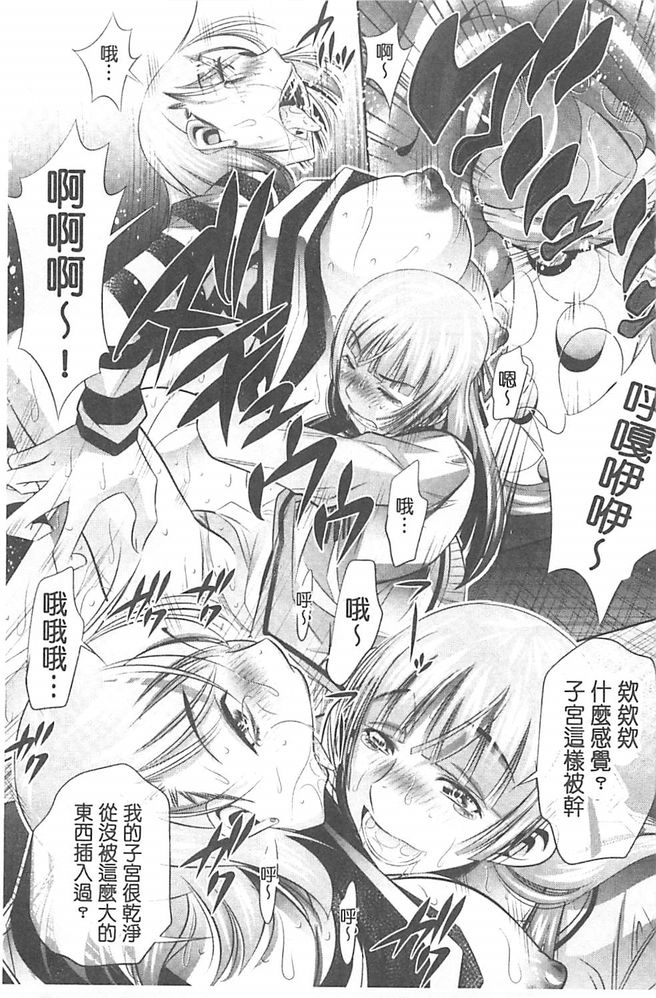 啊～
哦…
啊啊啊～！
呼嘎咿咿～
嗯…
哦…
哦～
呼…
哦哦哦…
欸欸欸
什麼感覺？
子宮這樣被幹
我的子宮很乾淨
從沒被這麼大的
東西插入過？
呼～
呼～